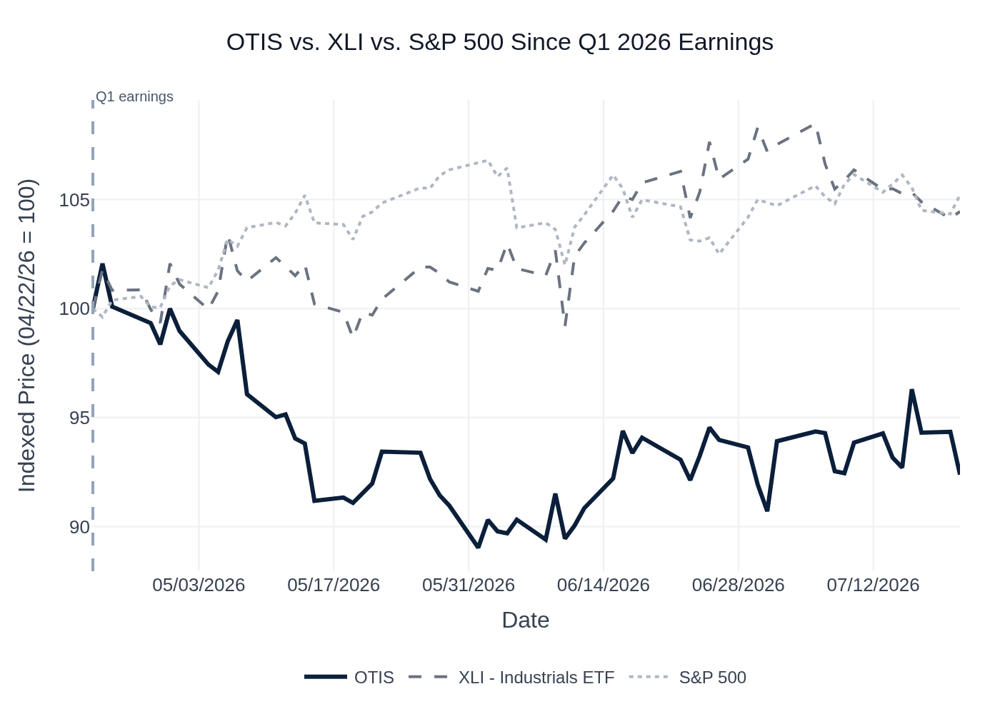 OTIS vs. XLI vs. S&P 500 Since Q1 2026 Earnings
Q1 earnings
105
100
95
90
Indexed Price (04/22/26 = 100)
05/03/2026 05/17/2026 05/31/2026 06/14/2026 06/28/2026 07/12/2026
Date
OTIS XLI - Industrials ETF S&P 500